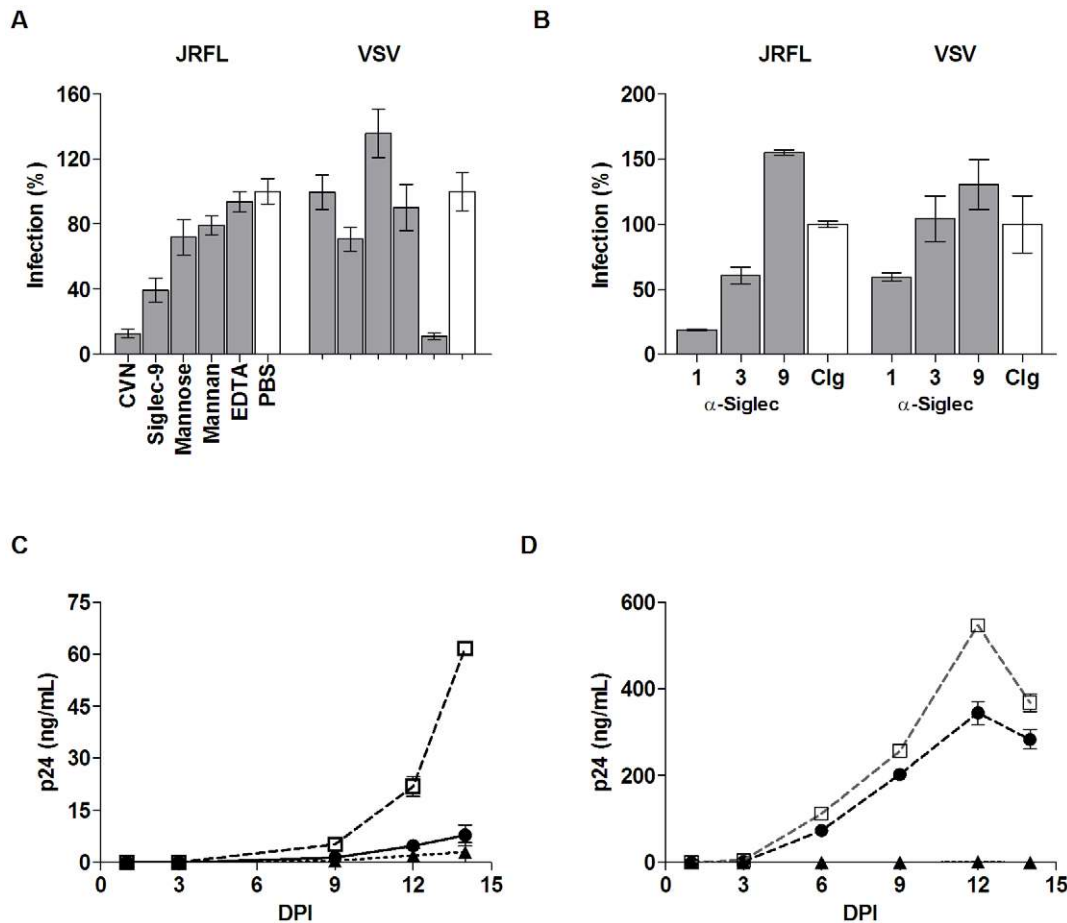 A
JRFL VSV
Infection (%)
160
120
80
40
0
CVN
Siglec-9
Mannose
Mannan
EDTA
PBS
B
JRFL VSV
Infection (%)
200
150
100
50
0
1 3 9 CIg 1 3 9 CIg
α-Siglec α-Siglec
C
p24 (ng/mL)
75
60
45
30
15
0
0 3 6 9 12 15
DPI
D
p24 (ng/mL)
600
400
200
0
0 3 6 9 12 15
DPI